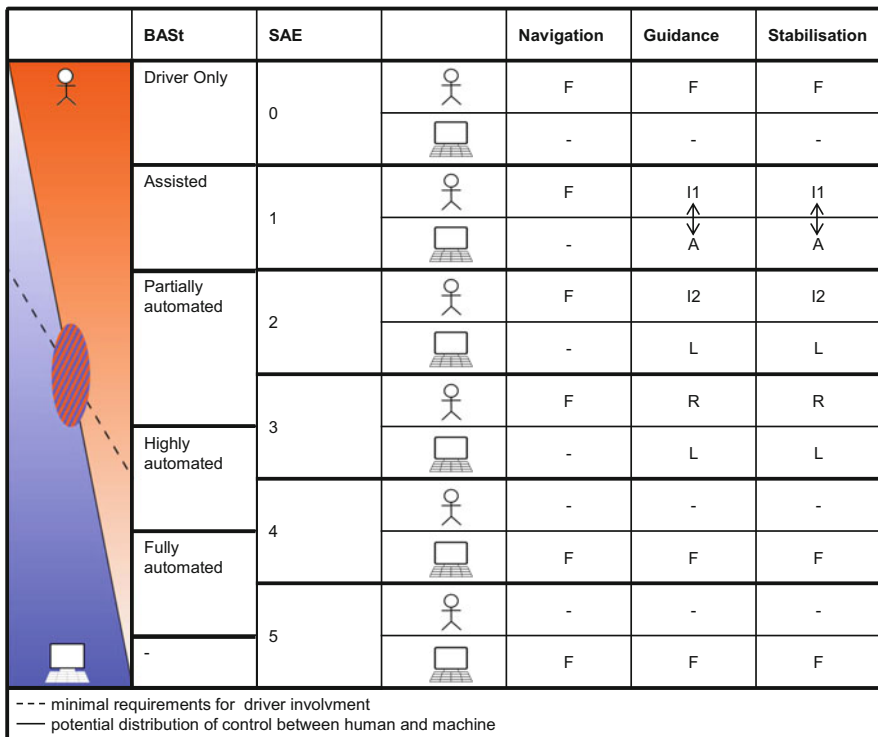 BASt SAE Navigation Guidance Stabilisation
Driver Only
0
F F F
- - -
Assisted
1
F I1 I1
- A A
Partially
automated
2
F I2 I2
- L L
3
F R R
Highly
automated
- L L
4
- - -
Fully
automated
F F F
5
- - -
-
F F F
--- minimal requirements for driver involvment
— potential distribution of control between human and machine